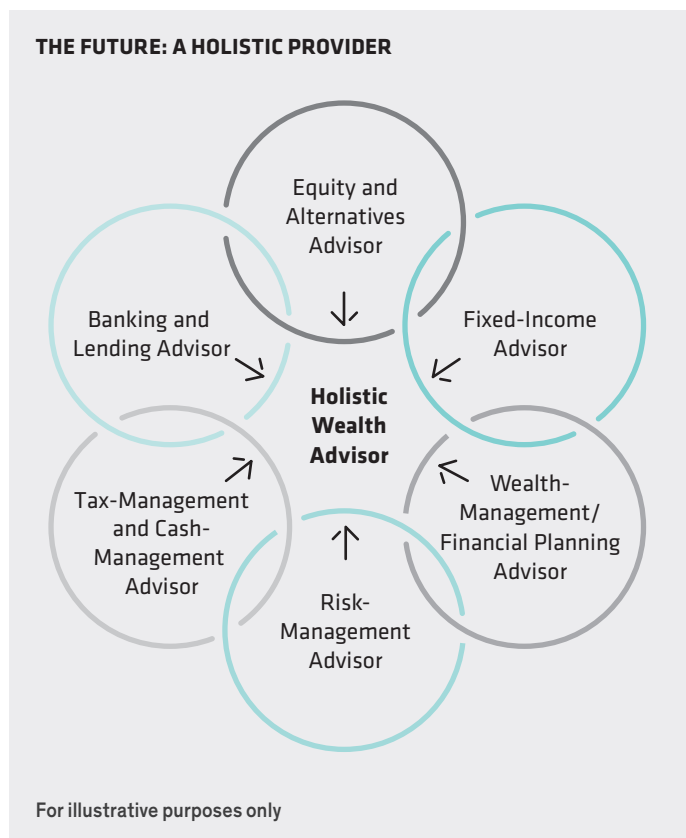 THE FUTURE: A HOLISTIC PROVIDER
Equity and
Alternatives
Advisor
Banking and
Lending Advisor
Fixed-Income
Advisor
Holistic
Wealth
Advisor
Tax-Management
and Cash-
Management
Advisor
Wealth-
Management/
Financial Planning
Advisor
Risk-
Management
Advisor
For illustrative purposes only